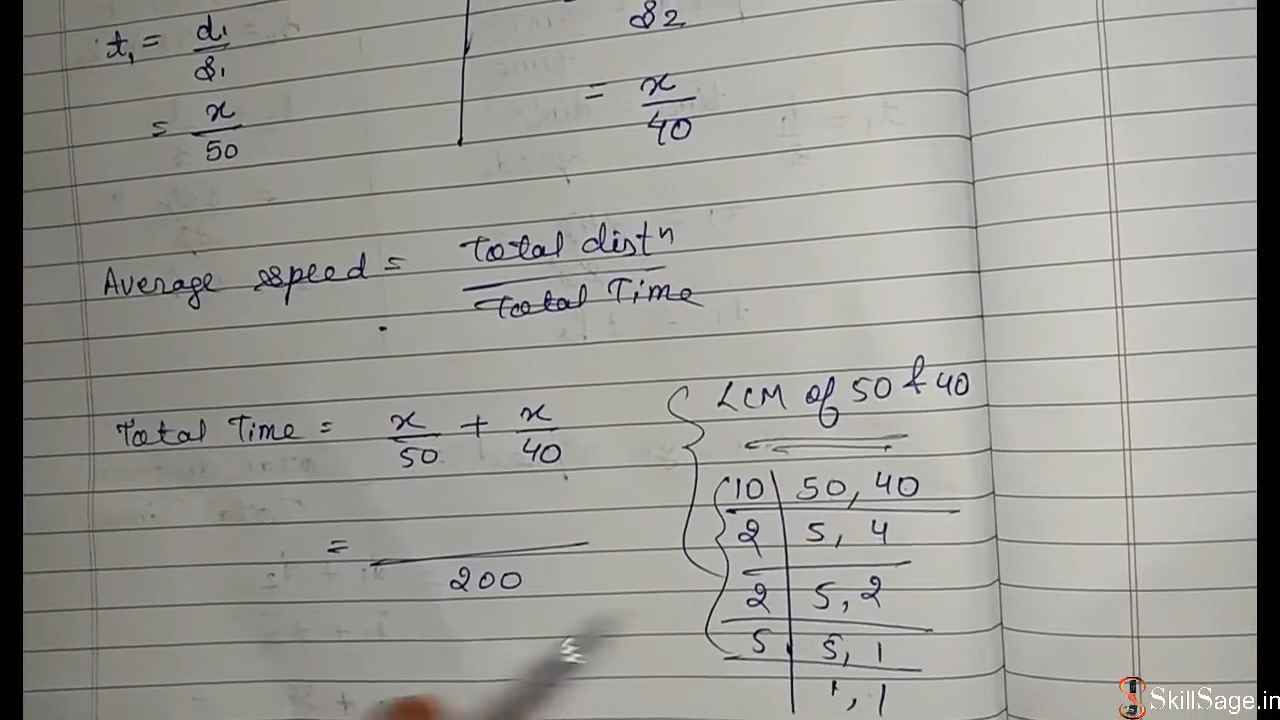 t₁ = d₁/s₁
= x/50
s2
= x/40
Average speed = Total distn/Total Time
Total Time = x/50 + x/40
= /200
LCM of 50 & 40
10 | 50, 40
2 | 5, 4
2 | 5, 2
5 | 5, 1
1, 1
SkillSage.in